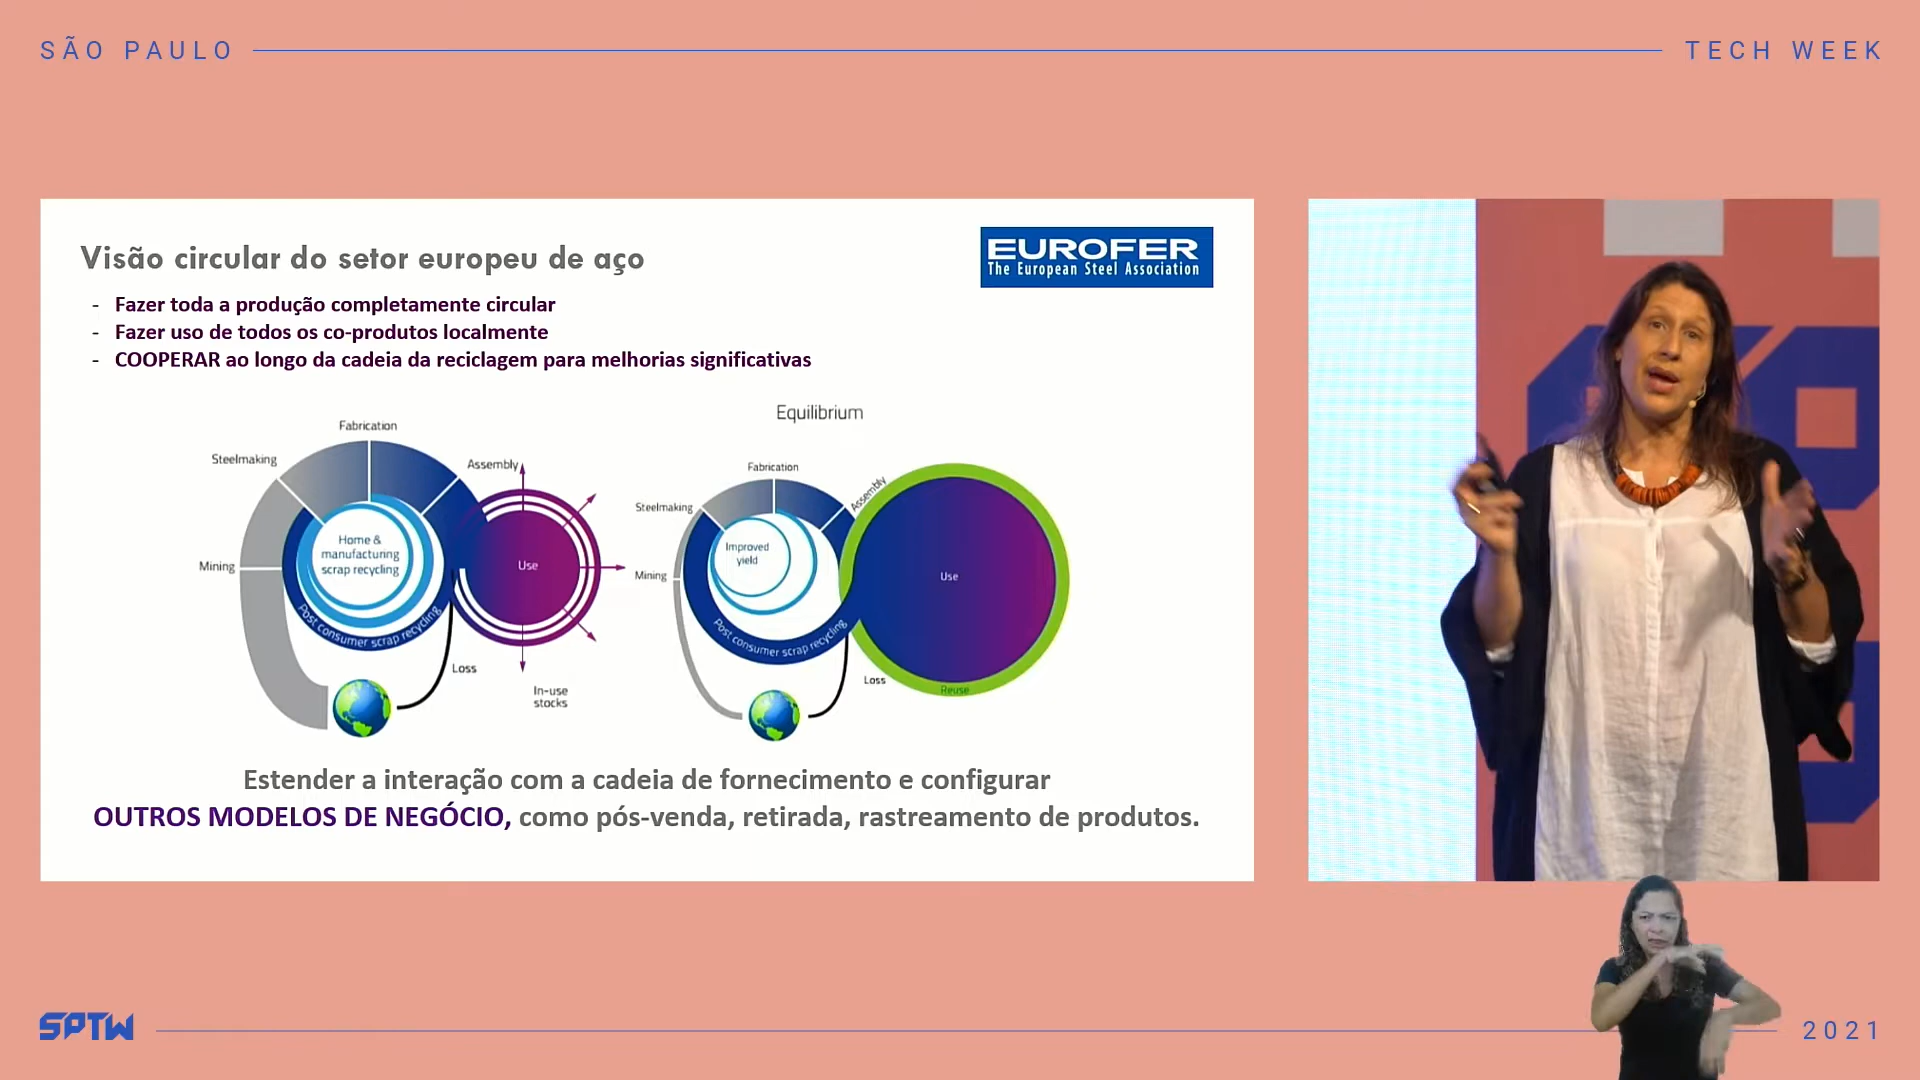 SÃO PAULO
TECH WEEK
Visão circular do setor europeu de aço
EUROFER
The European Steel Association
- Fazer toda a produção completamente circular
- Fazer uso de todos os co-produtos localmente
- COOPERAR ao longo da cadeia da reciclagem para melhorias significativas
Fabrication
Steelmaking
Assembly
Mining
Home &
manufacturing
scrap recycling
Post consumer scrap recycling
Use
Loss
In-use
stocks
Equilibrium
Fabrication
Steelmaking
Assembly
Mining
Improved
yield
Post consumer scrap recycling
Use
Loss
Reuse
Estender a interação com a cadeia de fornecimento e configurar
OUTROS MODELOS DE NEGÓCIO, como pós-venda, retirada, rastreamento de produtos.
SPTW
2021